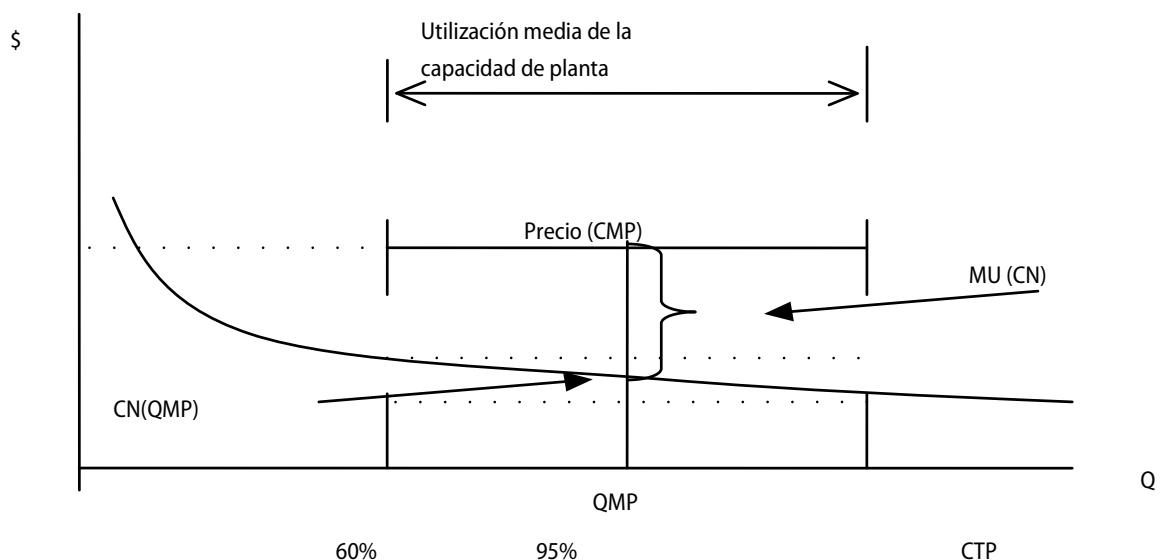 $
Utilización media de la
capacidad de planta
Precio (CMP)
MU (CN)
CN(QMP)
Q
QMP
60%
95%
CTP